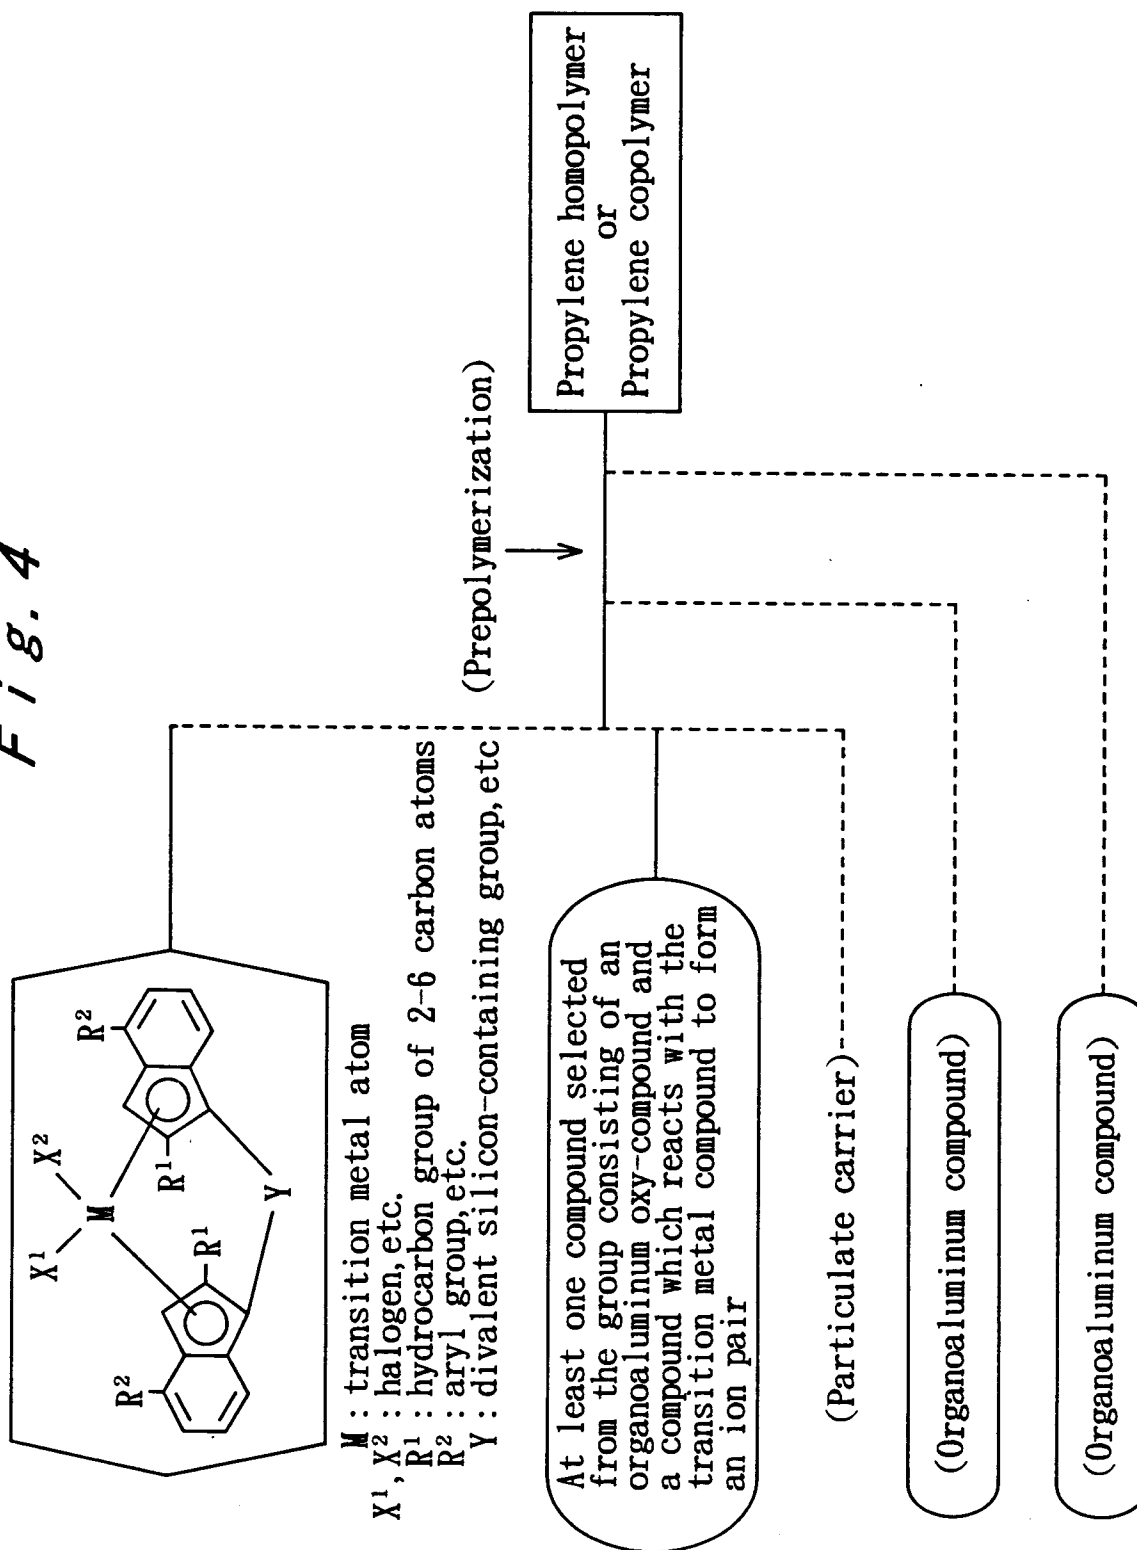 Fig. 4
X¹ X²
M
R² R¹ R¹ R²
Y
M : transition metal atom
X¹, X² : halogen, etc.
R¹ : hydrocarbon group of 2-6 carbon atoms
R² : aryl group, etc.
Y : divalent silicon-containing group, etc
(Prepolymerization)
At least one compound selected
from the group consisting of an
organoaluminum oxy-compound and
a compound which reacts with the
transition metal compound to form
an ion pair
Propylene homopolymer
or
Propylene copolymer
(Particulate carrier)
(Organoaluminum compound)
(Organoaluminum compound)